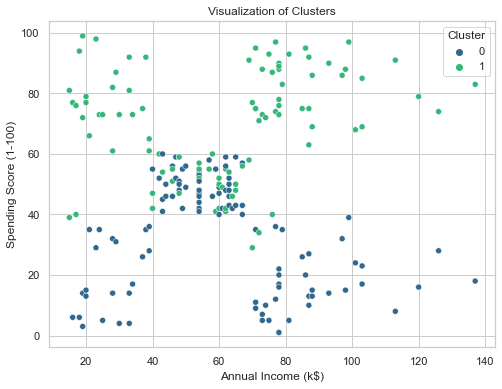 Visualization of Clusters
Cluster
0
1
Spending Score (1-100)
100
80
60
40
20
0
20 40 60 80 100 120 140
Annual Income (k$)